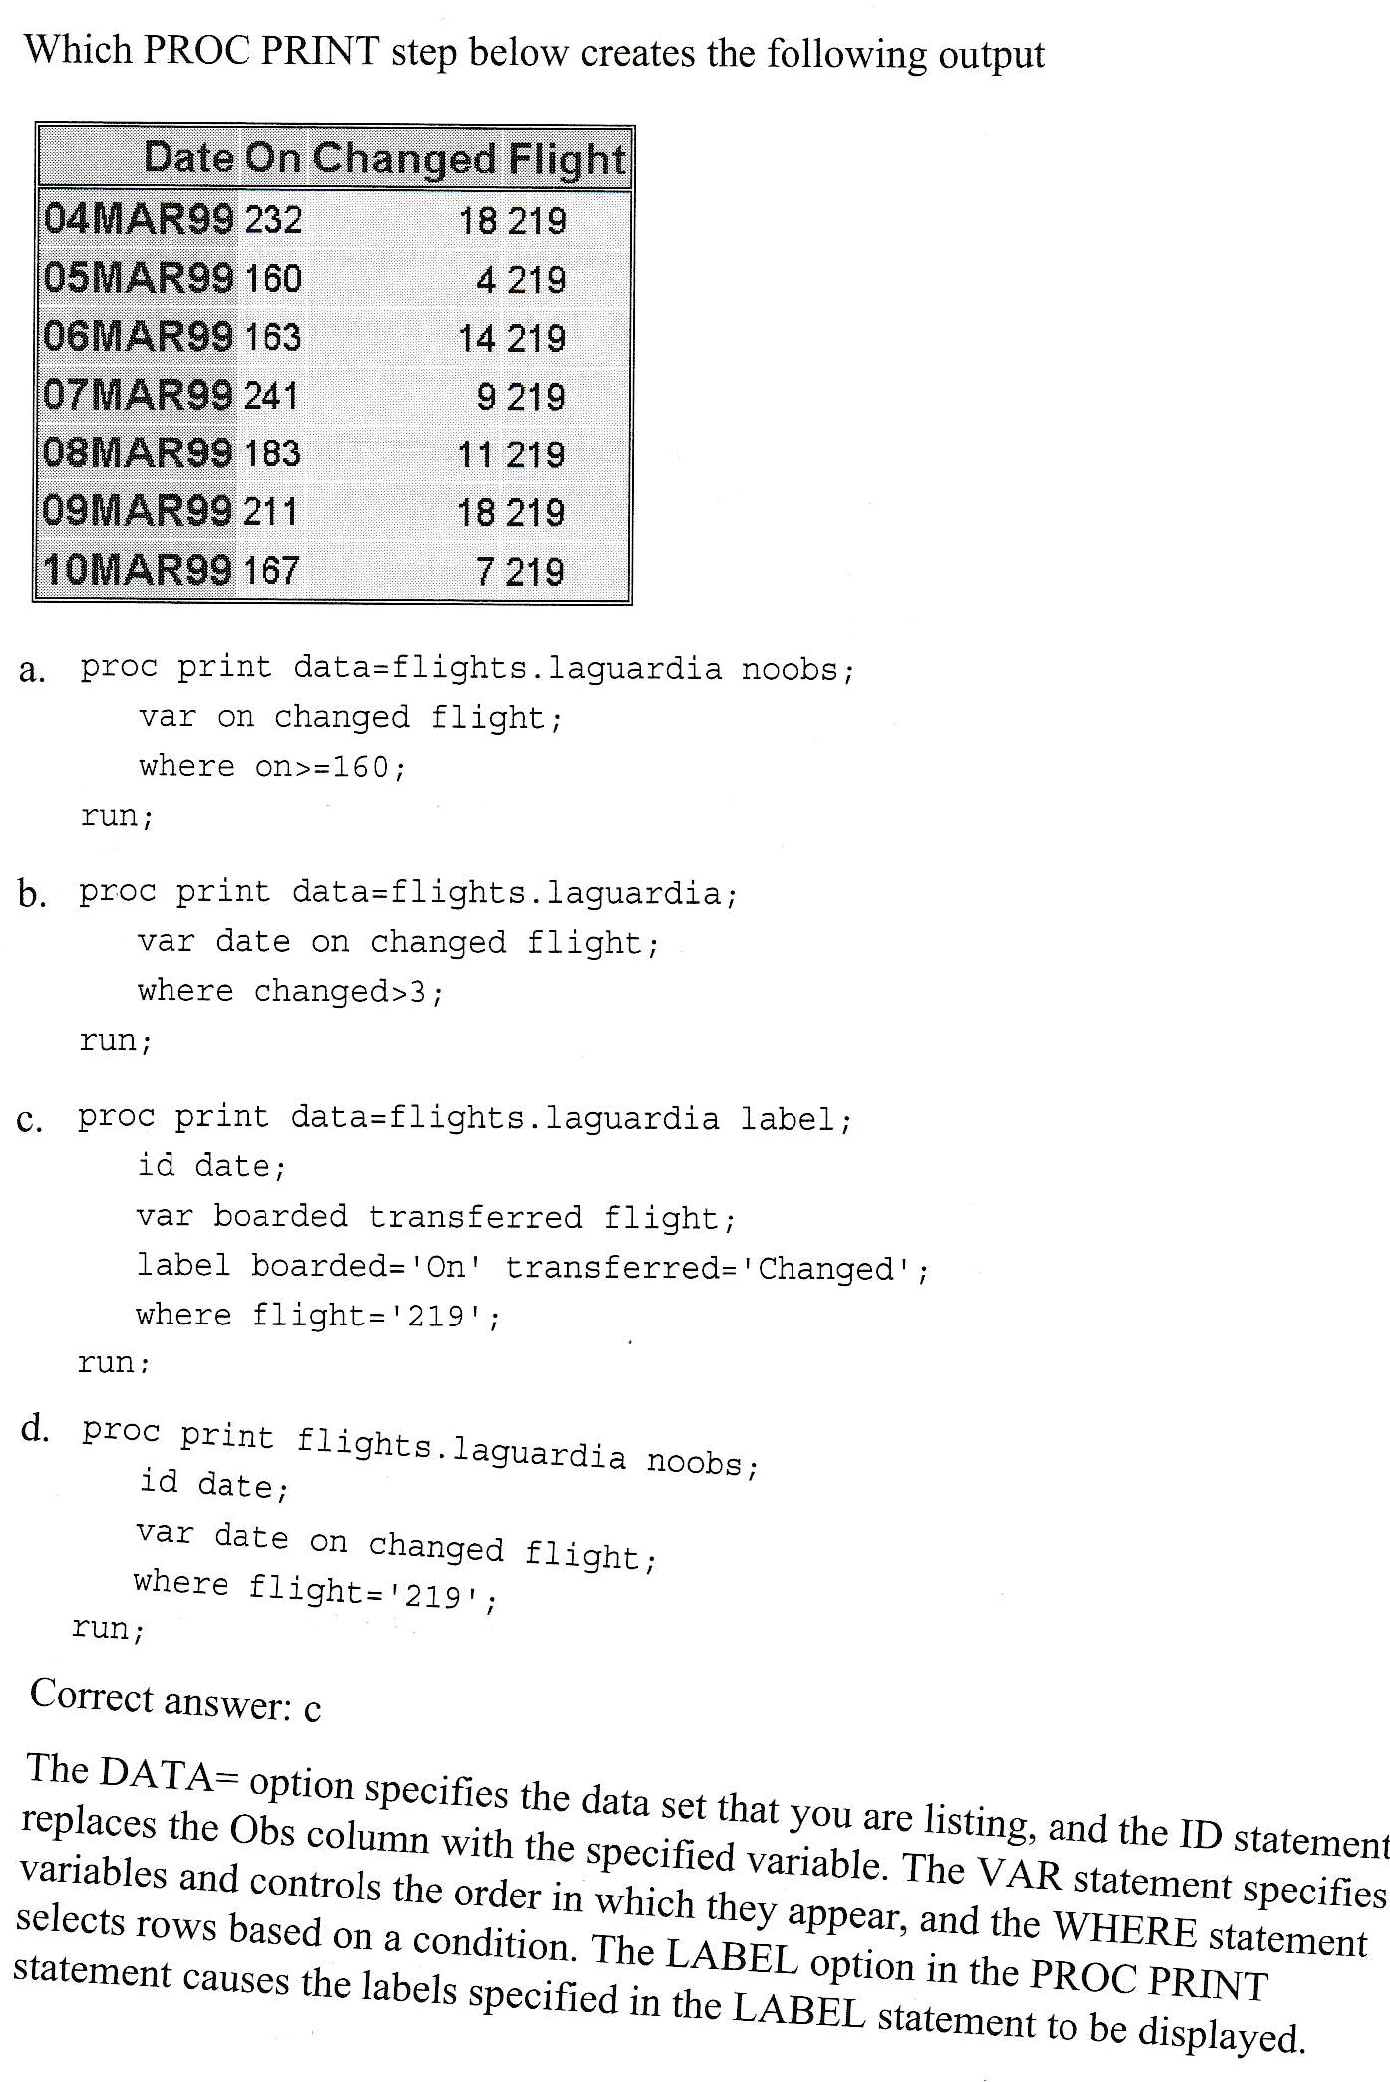 Which PROC PRINT step below creates the following output
Date On Changed Flight
04MAR99 232 18 219
05MAR99 160 4 219
06MAR99 163 14 219
07MAR99 241 9 219
08MAR99 183 11 219
09MAR99 211 18 219
10MAR99 167 7 219
a. proc print data=flights.laguardia noobs;
var on changed flight;
where on>=160;
run;
b. proc print data=flights.laguardia;
var date on changed flight;
where changed>3;
run;
c. proc print data=flights.laguardia label;
id date;
var boarded transferred flight;
label boarded='On' transferred='Changed';
where flight='219';
run:
d. proc print flights.laguardia noobs;
id date;
var date on changed flight;
where flight='219';
run;
Correct answer: c
The DATA= option specifies the data set that you are listing, and the ID statement
replaces the Obs column with the specified variable. The VAR statement specifies
variables and controls the order in which they appear, and the WHERE statement
selects rows based on a condition. The LABEL option in the PROC PRINT
statement causes the labels specified in the LABEL statement to be displayed.